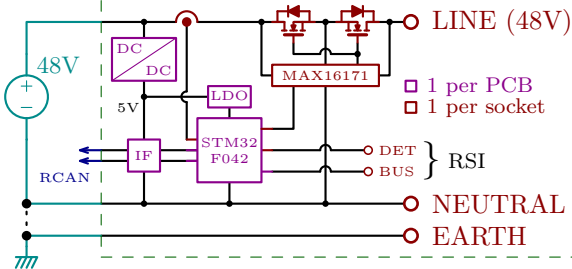 LINE (48V)
DC
DC
48V
+
−
MAX16171
1 per PCB
1 per socket
LDO
5V
STM32
F042
IF
DET
BUS
RSI
RCAN
NEUTRAL
EARTH